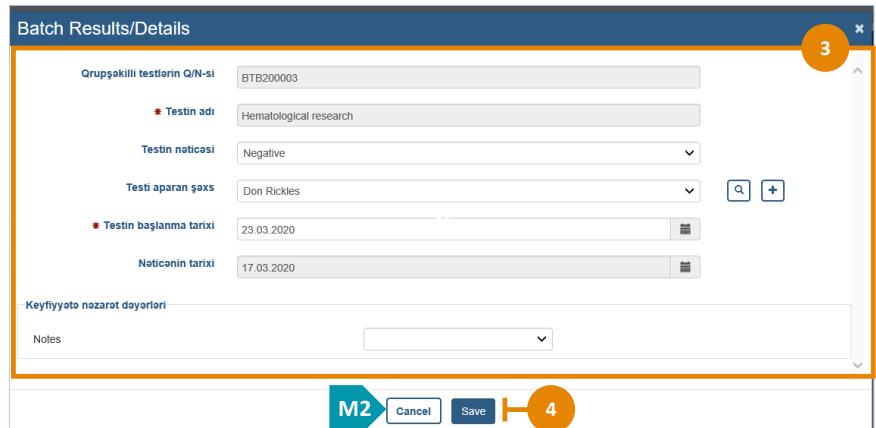 Batch Results/Details
3
Qrupşəkilli testlərin Q/N-si BTB200003
* Testin adı Hematological research
Testin nəticəsi Negative
Testi aparan şəxs Don Rickles
* Testin başlanma tarixi 23.03.2020
Nəticənin tarixi 17.03.2020
Keyfiyyətə nəzarət dəyərləri
Notes
M2 Cancel Save 4